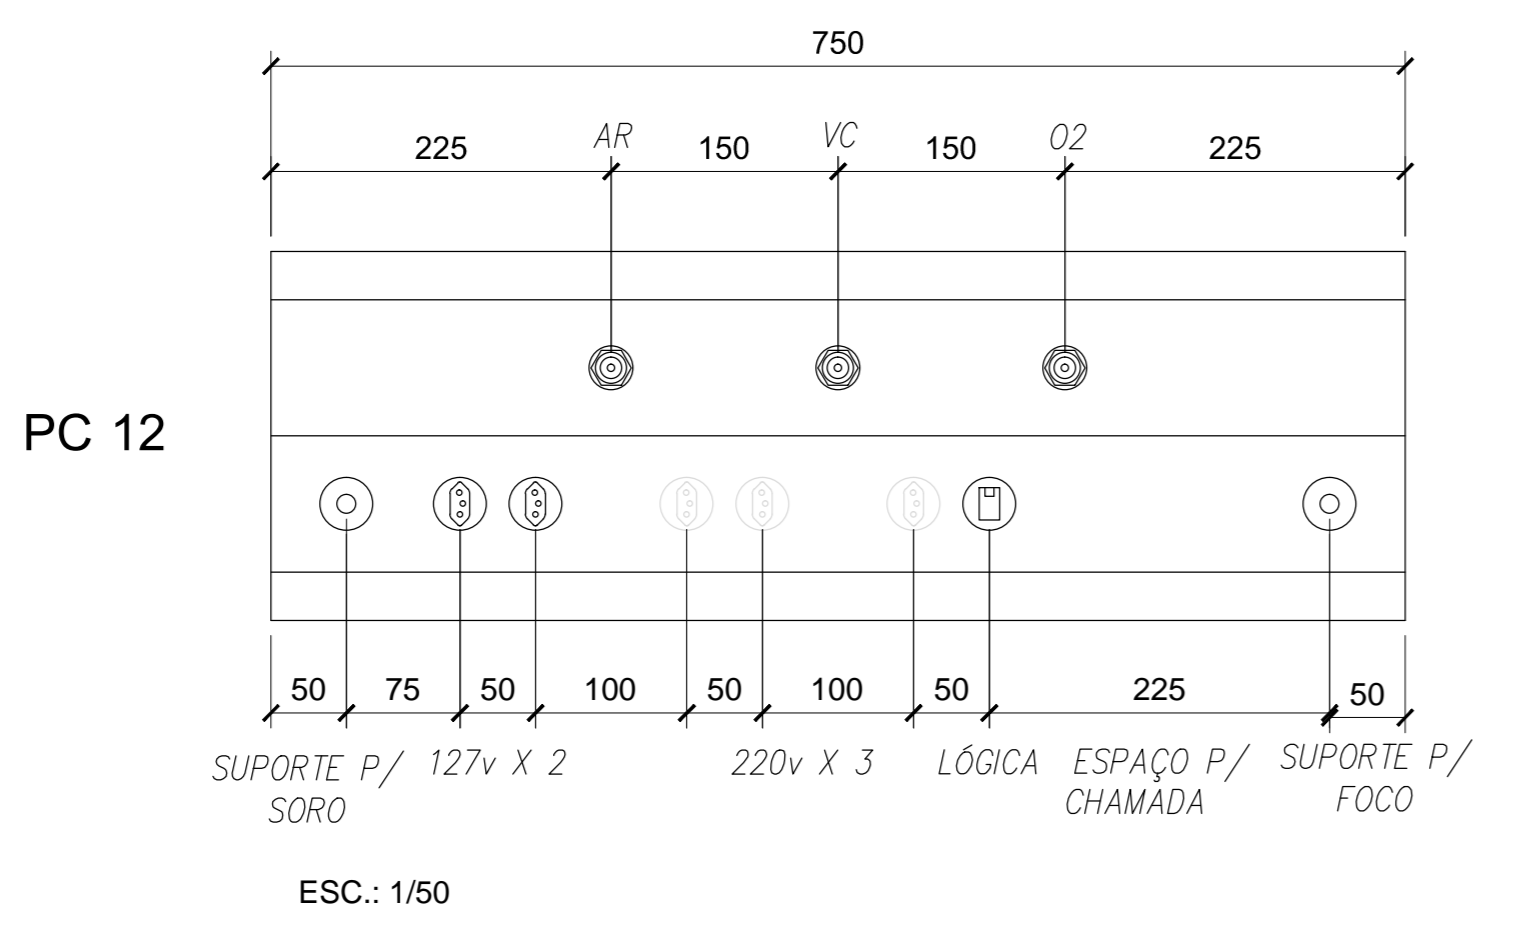 750
225 AR 150 VC 150 O2 225
PC 12
50 75 50 100 50 100 50 225 50
SUPORTE P/ 127v X 2 220v X 3 LÓGICA ESPAÇO P/ SUPORTE P/
SORO CHAMADA FOCO
ESC.: 1/50